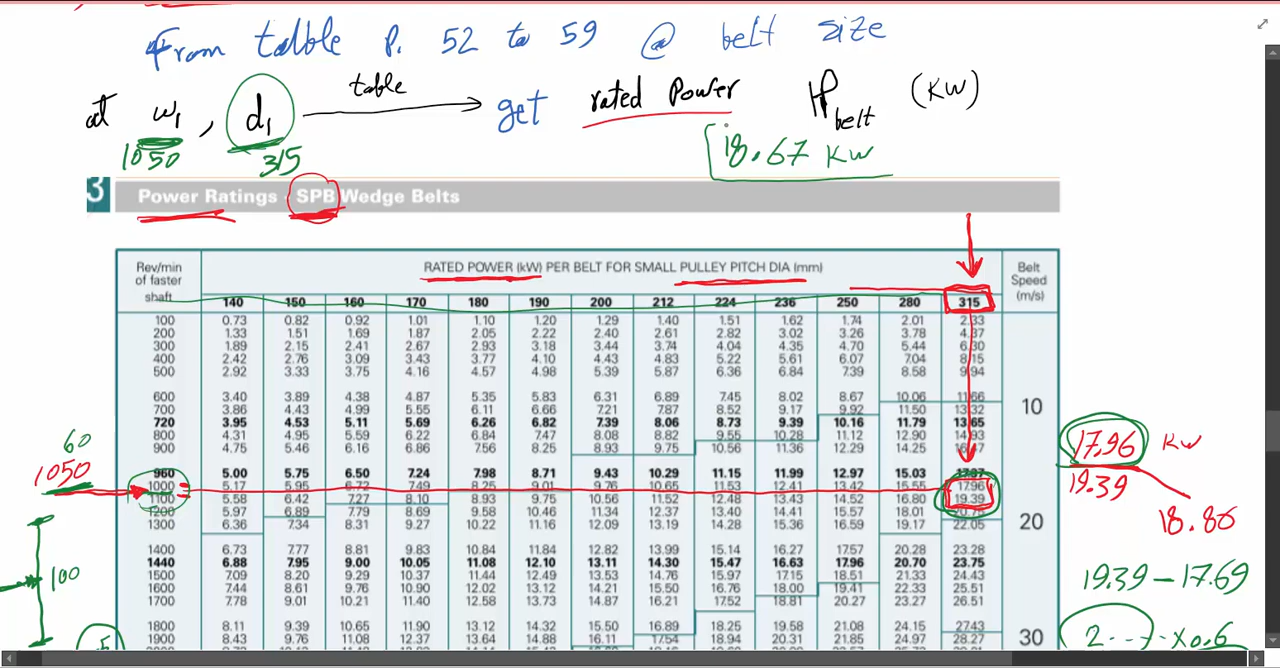 From table P. 52 to 59 @ belt size
at ω₁, d₁ table get rated Power HP belt (KW)
1050 315 18.67 KW
3 Power Ratings - SPB Wedge Belts
Rev/min of faster shaft RATED POWER (kW) PER BELT FOR SMALL PULLEY PITCH DIA (mm) Belt Speed (m/s)
140 150 160 170 180 190 200 212 224 236 250 280 315
100 0.73 0.82 0.92 1.01 1.10 1.20 1.29 1.40 1.51 1.62 1.74 2.01 2.33
200 1.33 1.51 1.69 1.87 2.05 2.22 2.40 2.61 2.82 3.02 3.26 3.78 4.37
300 1.89 2.15 2.41 2.67 2.93 3.18 3.44 3.74 4.04 4.35 4.70 5.44 6.30
400 2.42 2.76 3.09 3.43 3.77 4.10 4.43 4.83 5.22 5.61 6.07 7.04 8.15
500 2.92 3.33 3.75 4.16 4.57 4.98 5.39 5.87 6.36 6.84 7.39 8.58 9.94
600 3.40 3.89 4.38 4.87 5.35 5.83 6.31 6.89 7.45 8.02 8.67 10.06 11.66
10
700 3.86 4.43 4.99 5.55 6.11 6.66 7.21 7.87 8.52 9.17 9.92 11.50 13.32
720 3.95 4.53 5.11 5.69 6.26 6.82 7.39 8.06 8.73 9.39 10.16 11.79 13.65
800 4.31 4.95 5.59 6.22 6.84 7.47 8.08 8.82 9.55 10.28 11.12 12.90 14.93
900 4.75 5.46 6.16 6.86 7.56 8.25 8.93 9.75 10.56 11.36 12.29 14.25
60
17.96 KW
1050
960 5.00 5.75 6.50 7.24 7.98 8.71 9.43 10.29 11.15 11.99 12.97 15.03
1000 5.17 5.95 6.72 7.49 8.25 9.01 9.76 10.65 11.53 12.41 13.42 15.55 17.96
19.39
1100 5.58 6.42 7.27 8.10 8.93 9.75 10.56 11.52 12.48 13.43 14.52 16.80 19.39
1200 5.97 6.89 7.79 8.69 9.58 10.46 11.34 12.37 13.40 14.41 15.57 18.01 20.75
1300 6.36 7.34 8.31 9.27 10.22 11.16 12.09 13.19 14.28 15.36 16.59 19.17 22.05
20
18.86
1400 6.73 7.77 8.81 9.83 10.84 11.84 12.82 13.99 15.14 16.27 17.57 20.28 23.28
1440 6.88 7.95 9.00 10.05 11.08 12.10 13.11 14.30 15.47 16.63 17.96 20.70 23.75
1500 7.09 8.20 9.29 10.37 11.44 12.49 13.53 14.76 15.97 17.15 18.51 21.33 24.43
100
19.39 - 17.69
1600 7.44 8.61 9.76 10.90 12.02 13.12 14.21 15.50 16.76 18.00 19.41 22.33 25.51
1700 7.78 9.01 10.21 11.40 12.58 13.73 14.87 16.21 17.52 18.81 20.27 23.27 26.51
1800 8.11 9.39 10.65 11.90 13.12 14.32 15.50 16.89 18.25 19.58 21.08 24.15 27.43
1900 8.43 9.76 11.08 12.37 13.64 14.88 16.11 17.54 18.94 20.31 21.85 24.97 28.27
30
2... x0.6